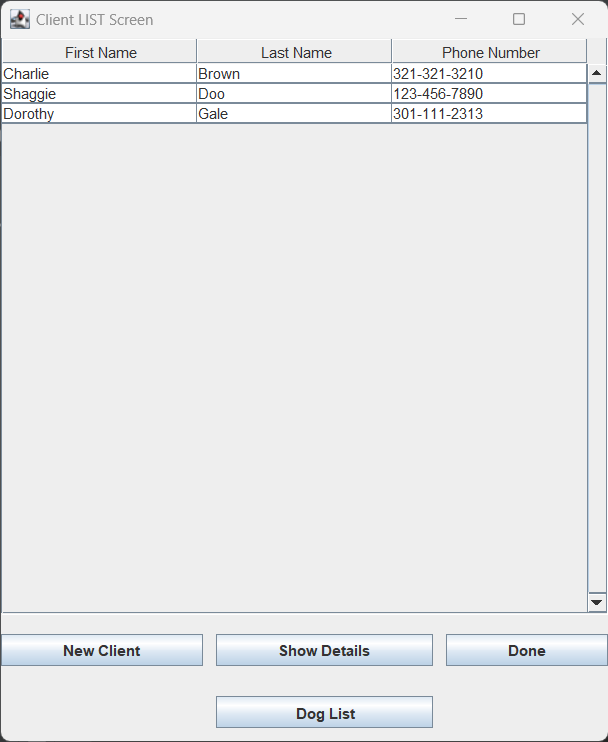 Client LIST Screen
First Name Last Name Phone Number
Charlie Brown 321-321-3210
Shaggie Doo 123-456-7890
Dorothy Gale 301-111-2313
New Client Show Details Done
Dog List